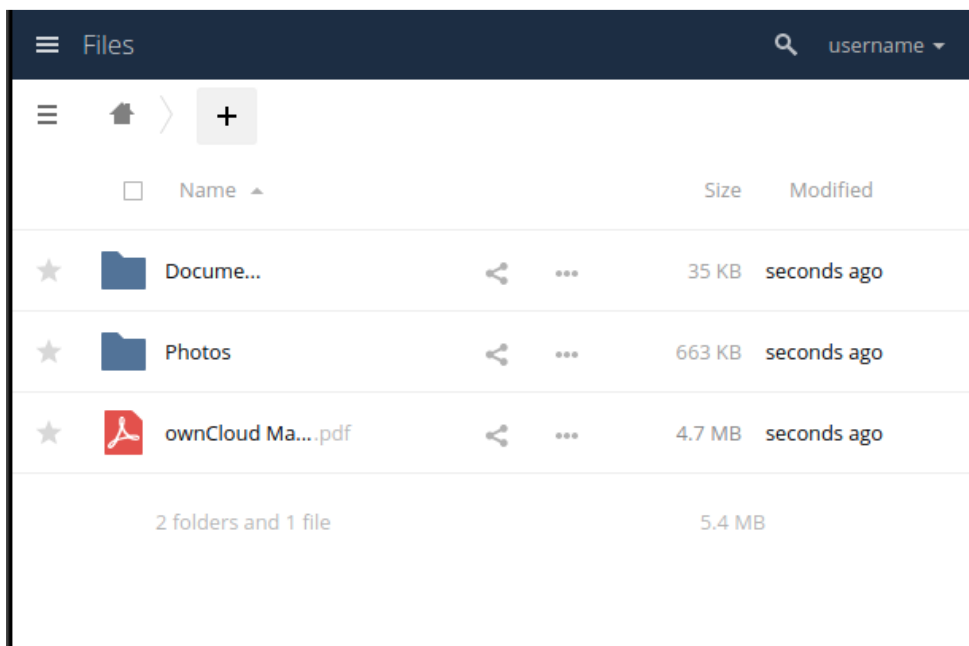 Files username
+
Name Size Modified
Docume... 35 KB seconds ago
Photos 663 KB seconds ago
ownCloud Ma....pdf 4.7 MB seconds ago
2 folders and 1 file 5.4 MB